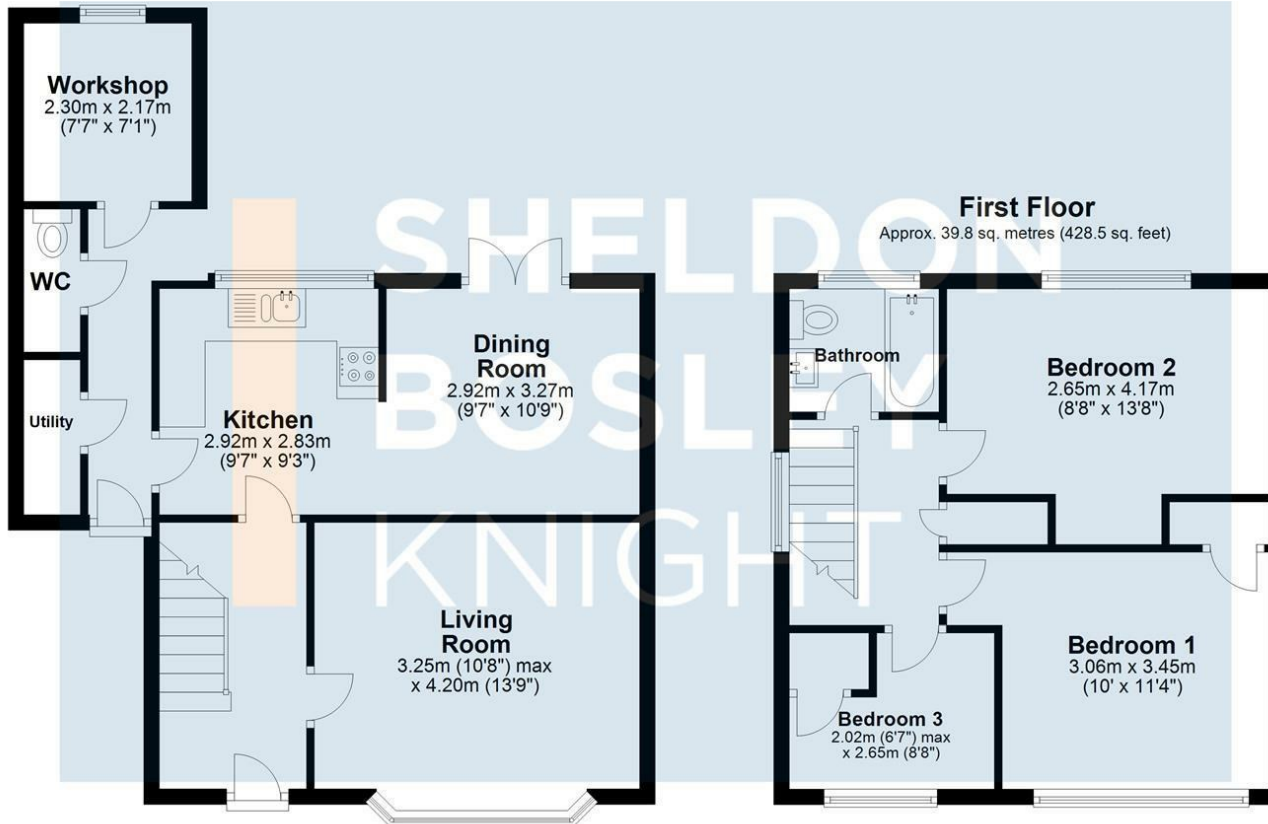 Workshop
2.30m x 2.17m
(7'7" x 7'1")
WC
Utility
Kitchen
2.92m x 2.83m
(9'7" x 9'3")
Dining
Room
2.92m x 3.27m
(9'7" x 10'9")
Living
Room
3.25m (10'8") max
x 4.20m (13'9")
SHELDON
BOSLEY
KNIGHT
First Floor
Approx. 39.8 sq. metres (428.5 sq. feet)
Bathroom
Bedroom 2
2.65m x 4.17m
(8'8" x 13'8")
Bedroom 1
3.06m x 3.45m
(10' x 11'4")
Bedroom 3
2.02m (6'7") max
x 2.65m (8'8")